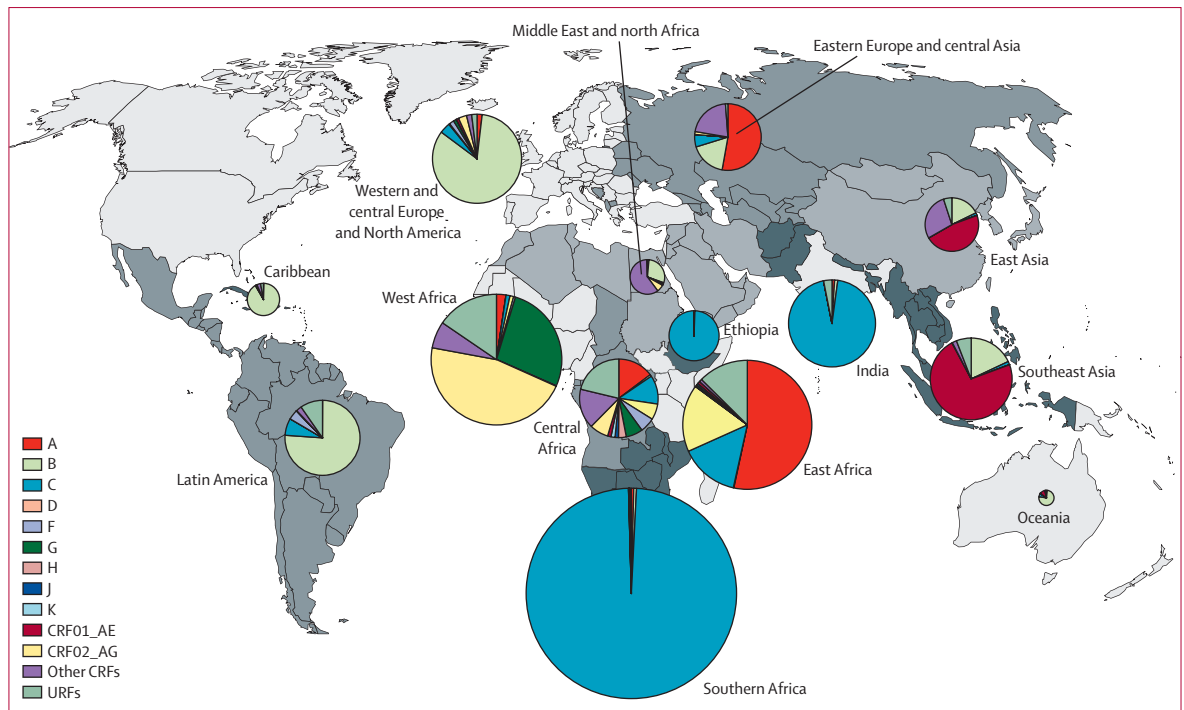 Middle East and north Africa
Eastern Europe and central Asia
Western and
central Europe
and North America
East Asia
Caribbean
West Africa
Ethiopia
India
Southeast Asia
Central
Africa
East Africa
Latin America
Oceania
Southern Africa
A
B
C
D
F
G
H
J
K
CRF01_AE
CRF02_AG
Other CRFs
URFs